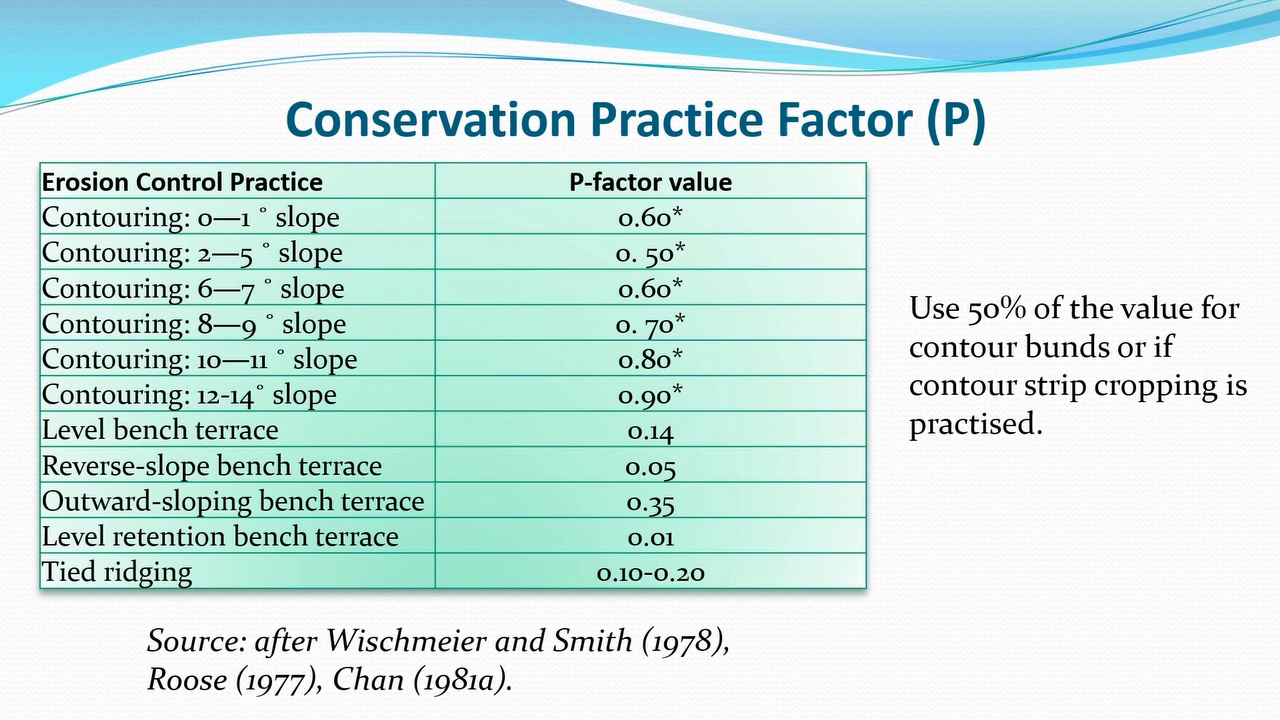 Conservation Practice Factor (P)
Erosion Control Practice P-factor value
Contouring: 0—1 ° slope 0.60*
Contouring: 2—5 ° slope 0. 50*
Contouring: 6—7 ° slope 0.60*
Contouring: 8—9 ° slope 0. 70*
Contouring: 10—11 ° slope 0.80*
Contouring: 12-14° slope 0.90*
Level bench terrace 0.14
Reverse-slope bench terrace 0.05
Outward-sloping bench terrace 0.35
Level retention bench terrace 0.01
Tied ridging 0.10-0.20
Use 50% of the value for
contour bunds or if
contour strip cropping is
practised.
Source: after Wischmeier and Smith (1978),
Roose (1977), Chan (1981a).